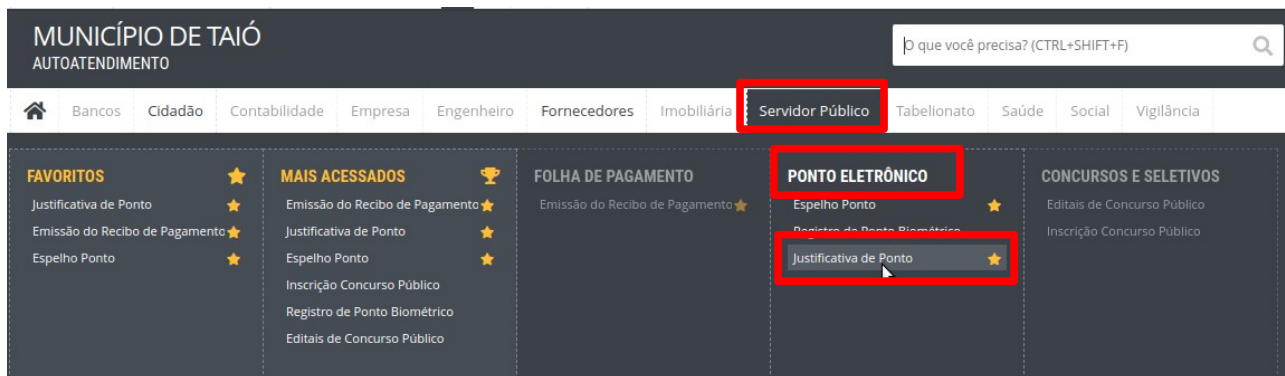 MUNICÍPIO DE TAIÓ
AUTOATENDIMENTO
O que você precisa? (CTRL+SHIFT+F)
Bancos Cidadão Contabilidade Empresa Engenheiro Fornecedores Imobiliária Servidor Público Tabelionato Saúde Social Vigilância
FAVORITOS
Justificativa de Ponto
Emissão do Recibo de Pagamento
Espelho Ponto
MAIS ACESSADOS
Emissão do Recibo de Pagamento
Justificativa de Ponto
Espelho Ponto
Inscrição Concurso Público
Registro de Ponto Biométrico
Editais de Concurso Público
FOLHA DE PAGAMENTO
Emissão do Recibo de Pagamento
PONTO ELETRÔNICO
Espelho Ponto
Registro de Ponto Biométrico
Justificativa de Ponto
CONCURSOS E SELETIVOS
Editais de Concurso Público
Inscrição Concurso Público